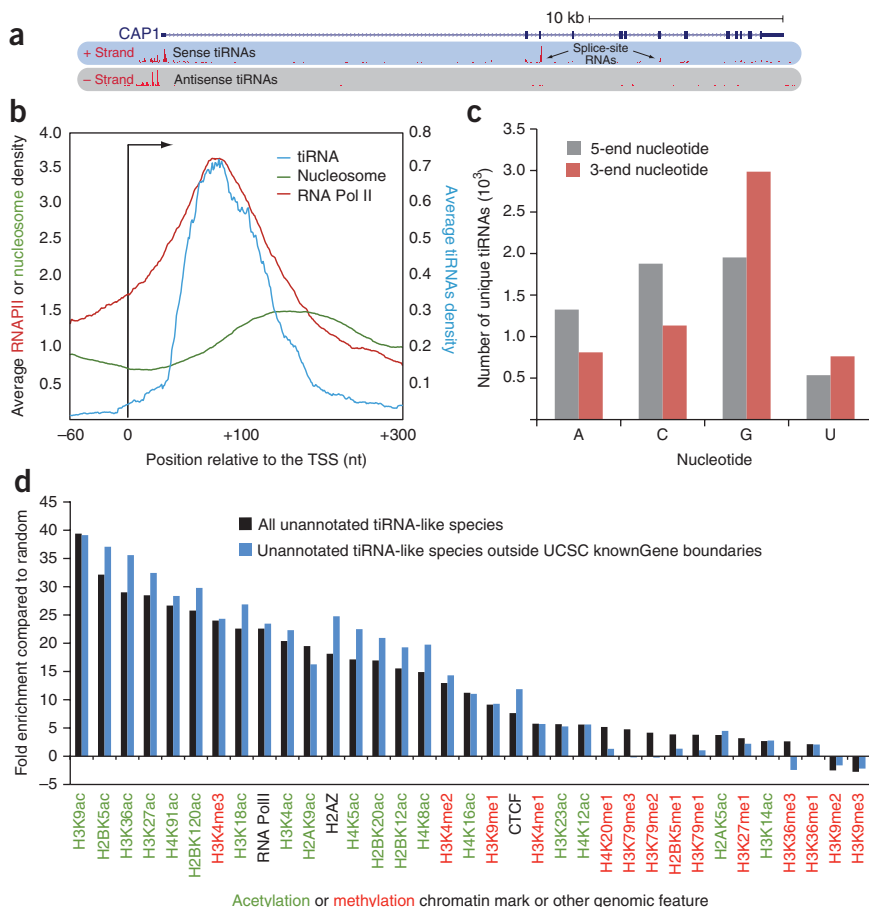 a
10 kb
CAP1
+ Strand
Sense tiRNAs
Splice-site
RNAs
– Strand
Antisense tiRNAs
b
Average RNAPII or nucleosome density
4.0
3.5
3.0
2.5
2.0
1.5
1.0
0.5
0.8
0.7
0.6
0.5
0.4
0.3
0.2
0.1
Average tiRNAs density
tiRNA
Nucleosome
RNA Pol II
–60
0
+100
+300
Position relative to the TSS (nt)
c
Number of unique tiRNAs (10³)
3.5
3.0
2.5
2.0
1.5
1.0
0.5
5-end nucleotide
3-end nucleotide
A
C
G
U
Nucleotide
d
Fold enrichment compared to random
45
40
35
30
25
20
15
10
5
0
–5
All unannotated tiRNA-like species
Unannotated tiRNA-like species outside UCSC knownGene boundaries
H3K9ac
H2BK5ac
H3K36ac
H3K27ac
H4K91ac
H2BK120ac
H3K4me3
H3K18ac
RNA PolII
H3K4ac
H2AK9ac
H2AZ
H4K5ac
H2BK20ac
H2BK12ac
H4K8ac
H3K4me2
H4K16ac
H3K9me1
CTCF
H3K4me1
H3K23ac
H4K12ac
H4K20me1
H3K79me3
H3K79me2
H2BK5me1
H3K79me1
H2AK5ac
H3K27me1
H3K14ac
H3K36me3
H3K36me1
H3K9me2
H3K9me3
Acetylation or methylation chromatin mark or other genomic feature